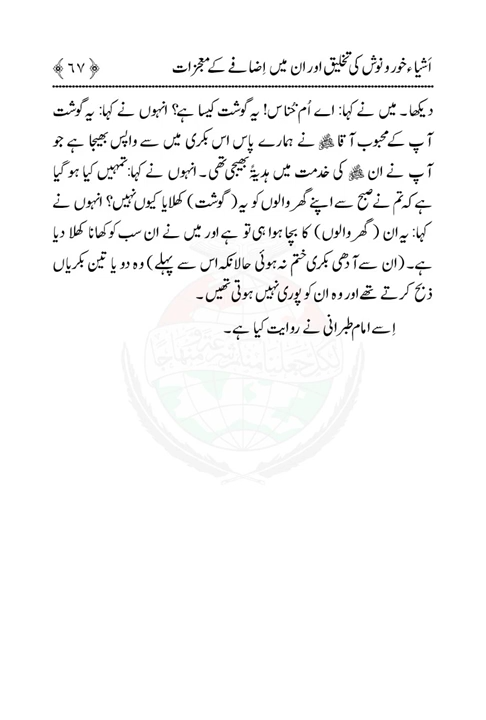 اَشیاء خور و نوش کی تخلیق اور ان میں اِضافے کے معجزات ﴿ ٦٧ ﴾
دیکھا۔ میں نے کہا: اے اُم خناس! یہ گوشت کیسا ہے؟ انہوں نے کہا: یہ گوشت
آپ کے محبوب آقا ﷺ نے ہمارے پاس اس بکری میں سے واپس بھیجا ہے جو
آپ نے ان ﷺ کی خدمت میں ہدیۃً بھیجی تھی۔ انہوں نے کہا: تمہیں کیا ہو گیا
ہے کہ تم نے صبح سے اپنے گھر والوں کو یہ (گوشت) کھلایا کیوں نہیں؟ انہوں نے
کہا: یہ ان (گھر والوں) کا بچا ہوا ہی تو ہے اور میں نے ان سب کو کھانا کھلا دیا
ہے۔ (ان سے آدھی بکری ختم نہ ہوئی حالانکہ اس سے پہلے) وہ دو یا تین بکریاں
ذبح کرتے تھے اور وہ ان کو پوری نہیں ہوتی تھیں۔
اِسے امام طبرانی نے روایت کیا ہے۔